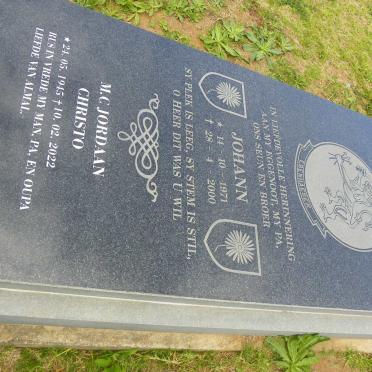 IN LIEFDEVOLLE HERINNERING
AAN MY EGGENOOT, MY PA,
ONS SEUN EN BROER
JOHANN
* 14 - 10 - 1971
† 28 - 4 - 2000
SY PLEK IS LEEG, SY STEM IS STIL,
O HEER DIT WAS U WIL
M.C JORDAAN
CHRISTO
* 24. 05. 1945 † 10. 02. 2022
RUS IN VREDE MY MAN, PA EN OUPA
LIEFDE VAN ALMAL.